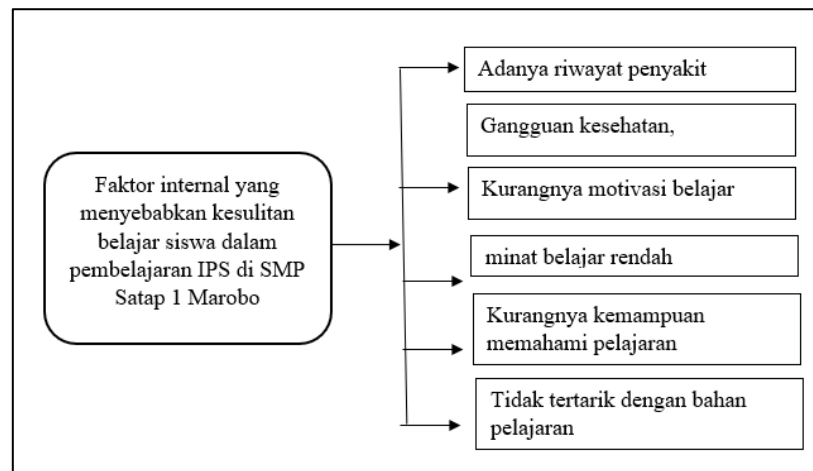 Faktor internal yang
menyebabkan kesulitan
belajar siswa dalam
pembelajaran IPS di SMP
Satap 1 Marobo
Adanya riwayat penyakit
Gangguan kesehatan,
Kurangnya motivasi belajar
minat belajar rendah
Kurangnya kemampuan
memahami pelajaran
Tidak tertarik dengan bahan
pelajaran